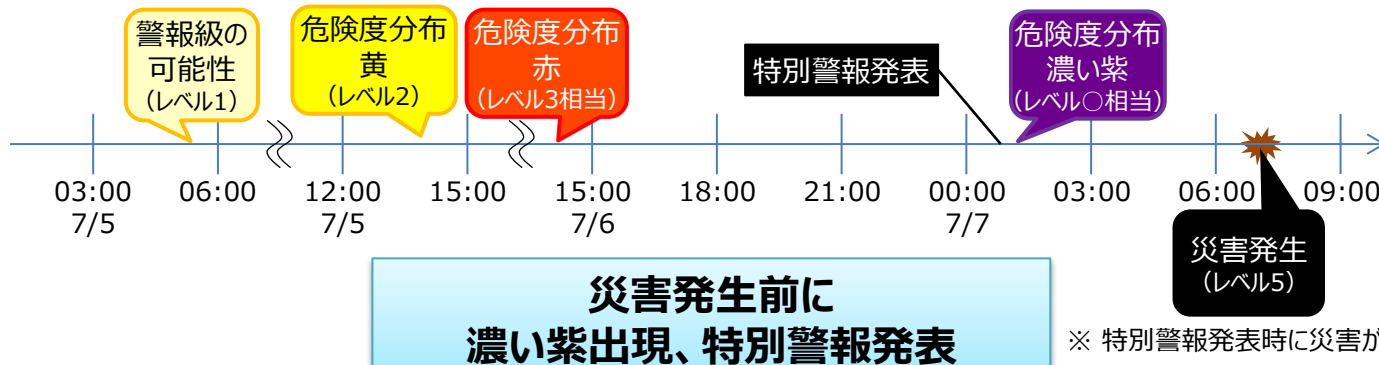 警報級の
可能性
（レベル1）
危険度分布
黄
（レベル2）
危険度分布
赤
（レベル3相当）
特別警報発表
危険度分布
濃い紫
（レベル○相当）
03:00
7/5
06:00
12:00
7/5
15:00
15:00
7/6
18:00
21:00
00:00
7/7
03:00
06:00
09:00
災害発生
（レベル5）
災害発生前に
濃い紫出現、特別警報発表
※ 特別警報発表時に災害が